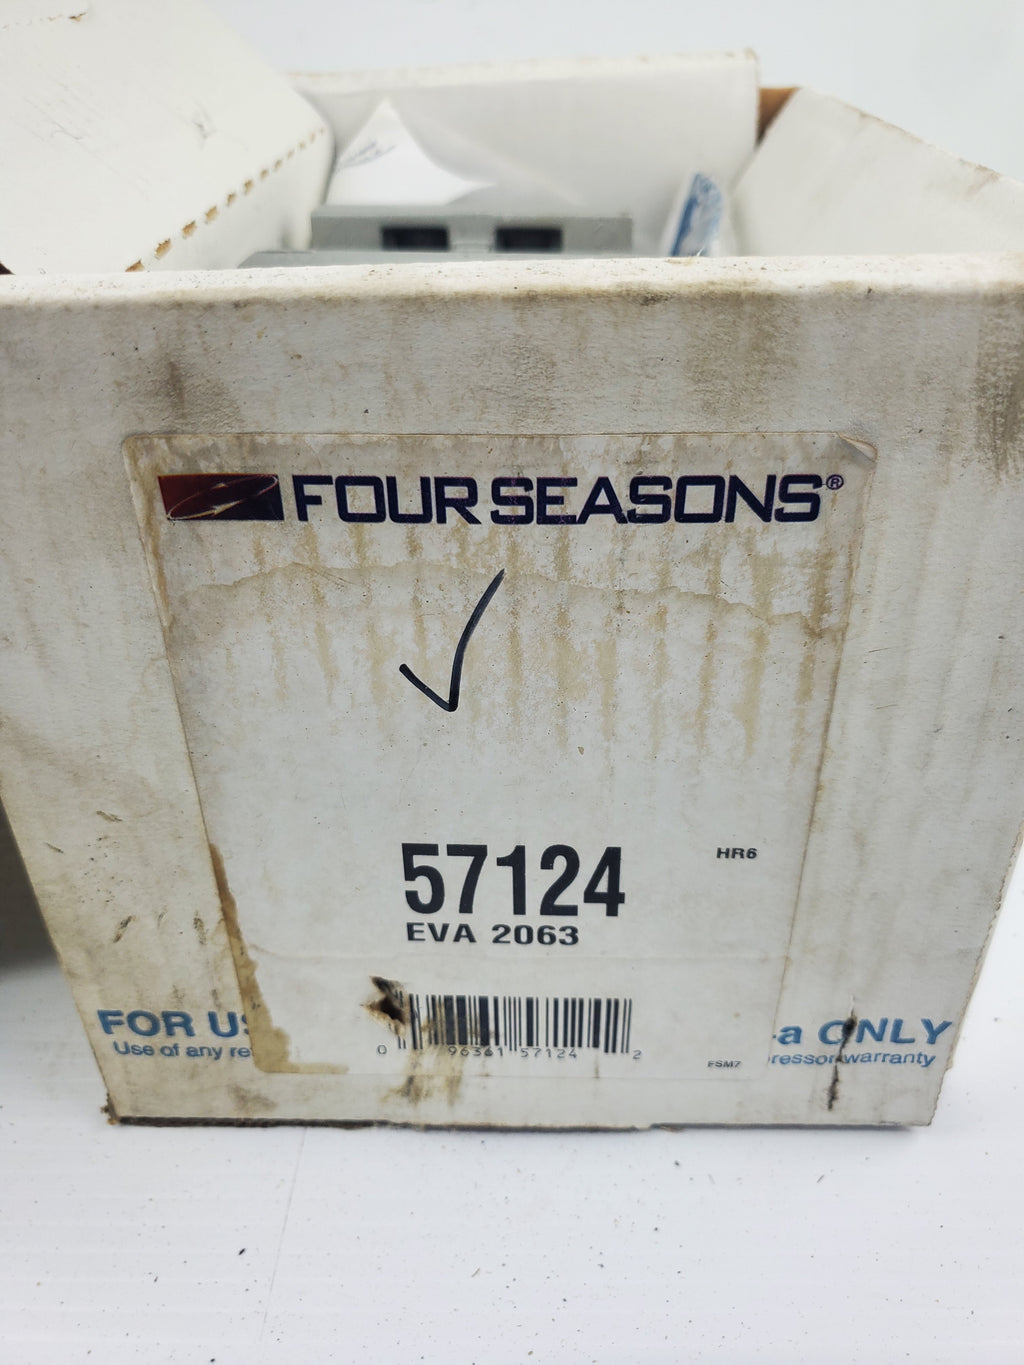 FOUR SEASONS®
HR6
57124
EVA 2063
0 96361 57124 2
FSM7
FOR US
-a ONLY
Use of any re
ressor warranty